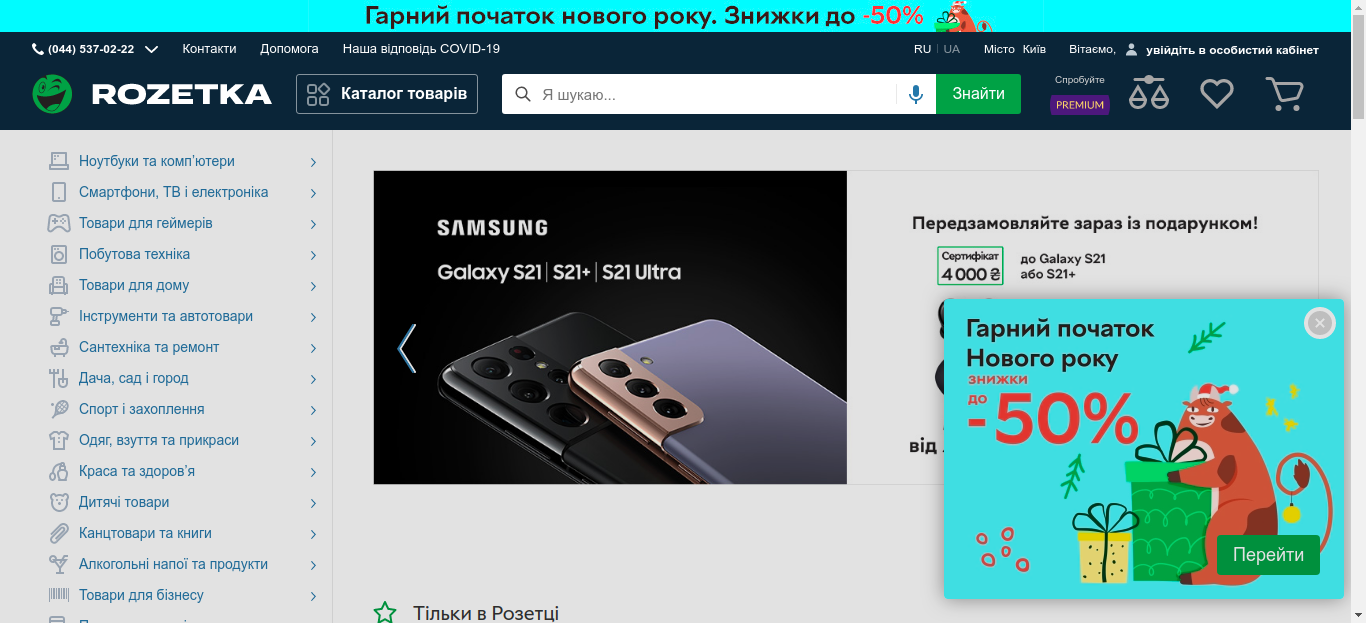 Гарний початок нового року. Знижки до -50%
(044) 537-02-22 Контакти Допомога Наша відповідь COVID-19 RU | UA Місто Київ Вітаємо, увійдіть в особистий кабінет
ROZETKA Каталог товарів Я шукаю... Знайти
Спробуйте
PREMIUM
Ноутбуки та комп'ютери
Смартфони, ТВ і електроніка
Товари для геймерів
Побутова техніка
Товари для дому
Інструменти та автотовари
Сантехніка та ремонт
Дача, сад і город
Спорт і захоплення
Одяг, взуття та прикраси
Краса та здоров'я
Дитячі товари
Канцтовари та книги
Алкогольні напої та продукти
Товари для бізнесу
SAMSUNG
Galaxy S21 | S21+ | S21 Ultra
Передзамовляйте зараз із подарунком!
Сертифікат
4 000 ₴
до Galaxy S21
або S21+
від
Гарний початок
Нового року
знижки
до
-50%
Перейти
Тільки в Розетці